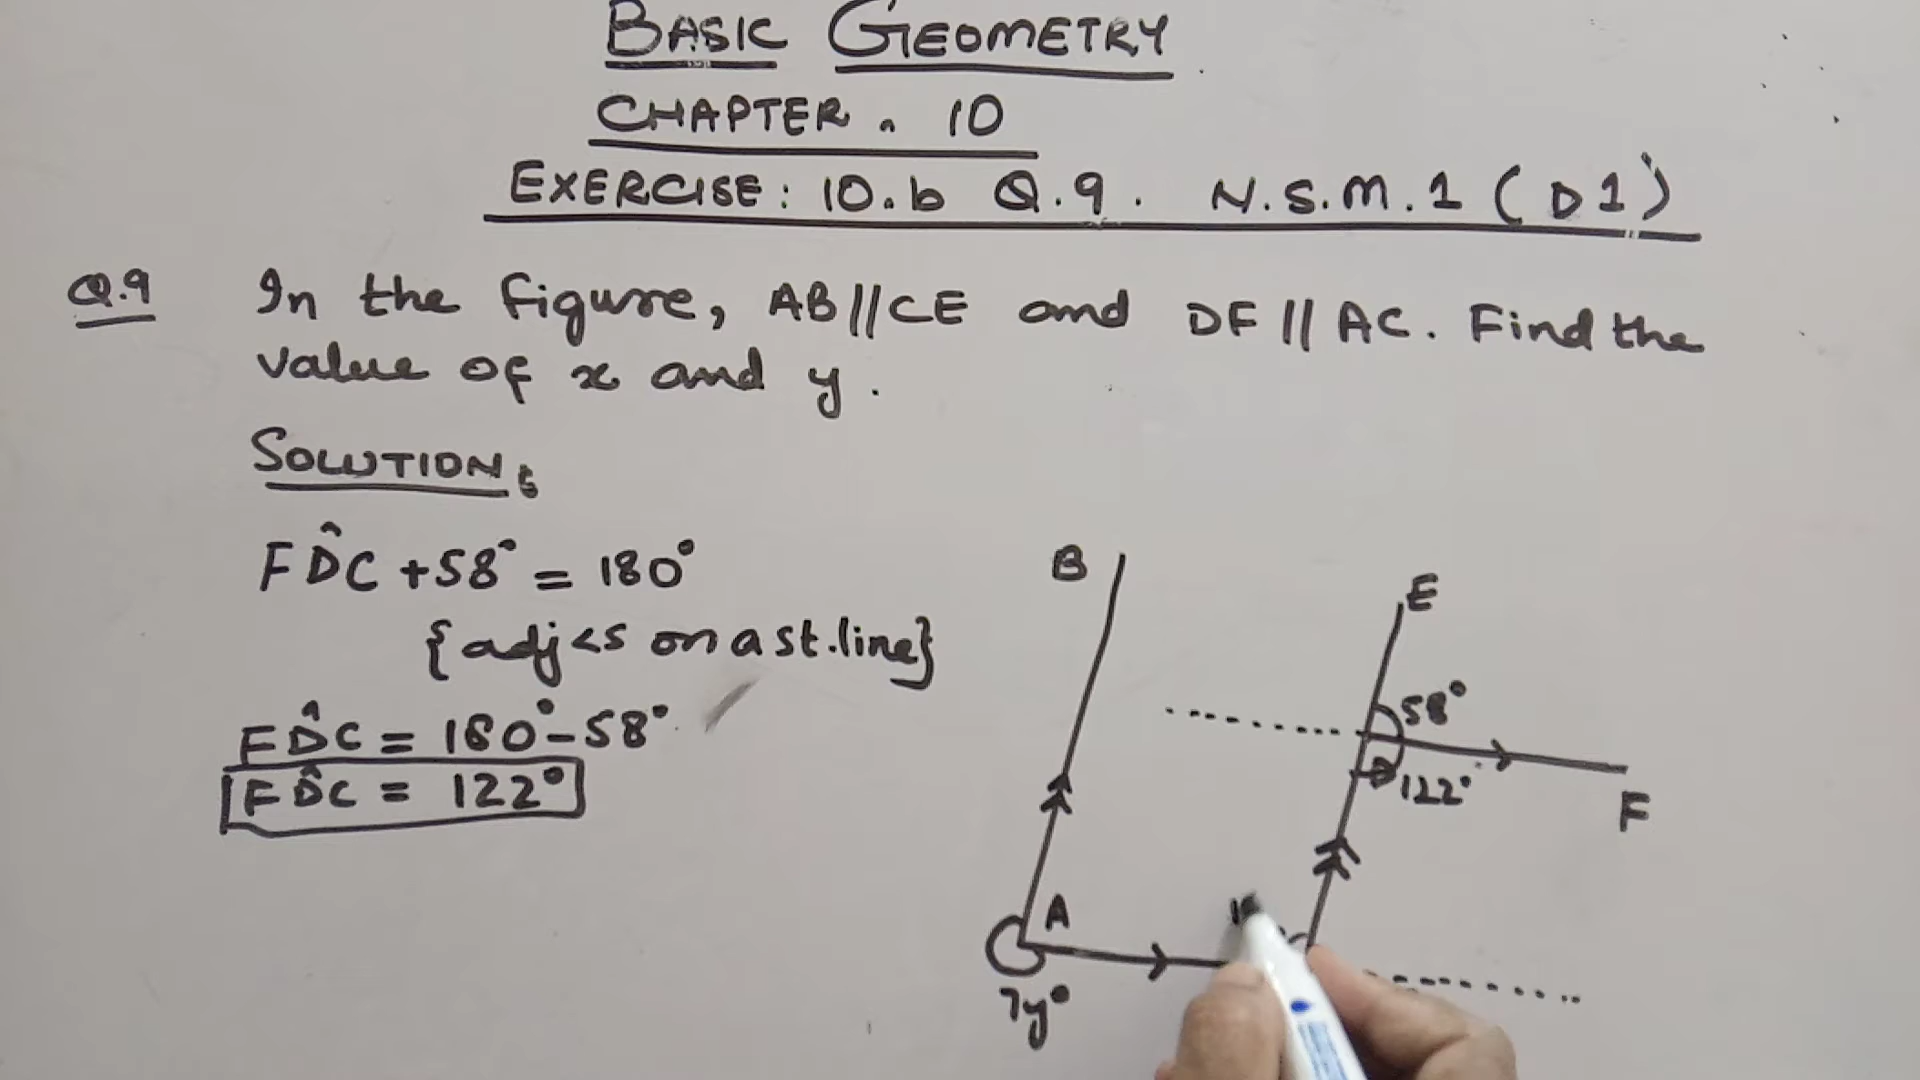 BASIC GEOMETRY
CHAPTER. 10
EXERCISE: 10.b Q.9. N.S.M.1 (D1)
Q.9 In the figure, AB//CE and DF//AC. Find the
value of x and y.
SOLUTION:
FD̂C + 58° = 180°
{adj <s on a st. line}
FD̂C = 180° - 58°
FD̂C = 122°
B
E
58°
122°
F
A
7y°